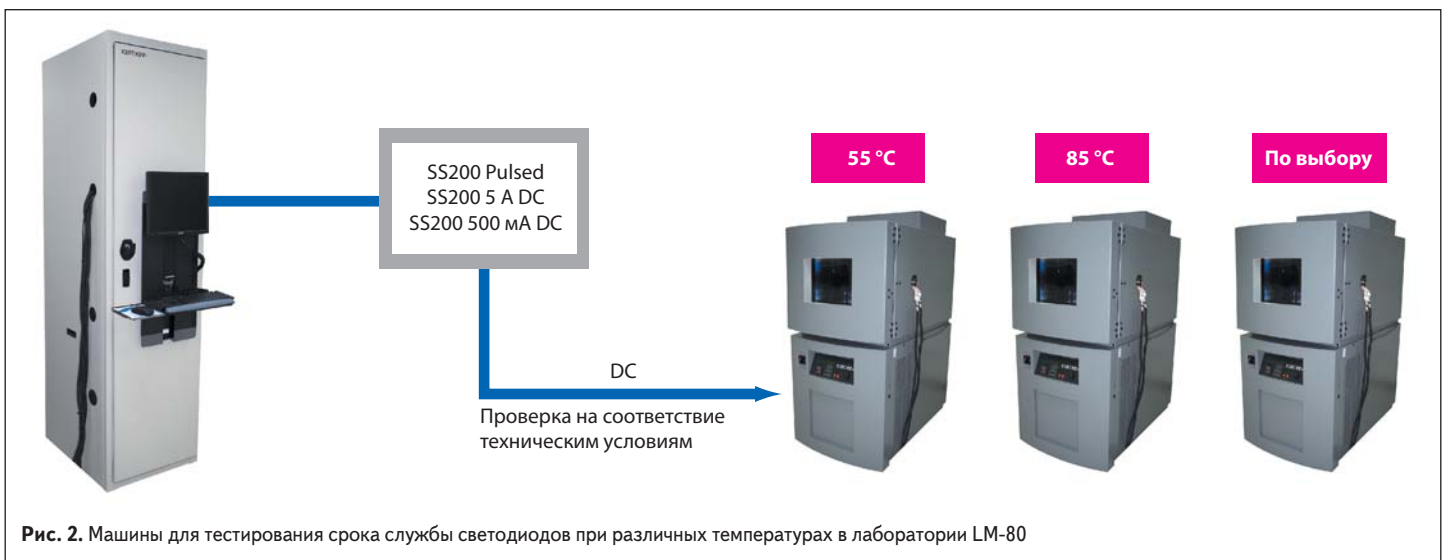 SS200 Pulsed
SS200 5 A DC
SS200 500 мА DC
55 °C
85 °C
По выбору
DC
Проверка на соответствие
техническим условиям
Рис. 2. Машины для тестирования срока службы светодиодов при различных температурах в лаборатории LM-80